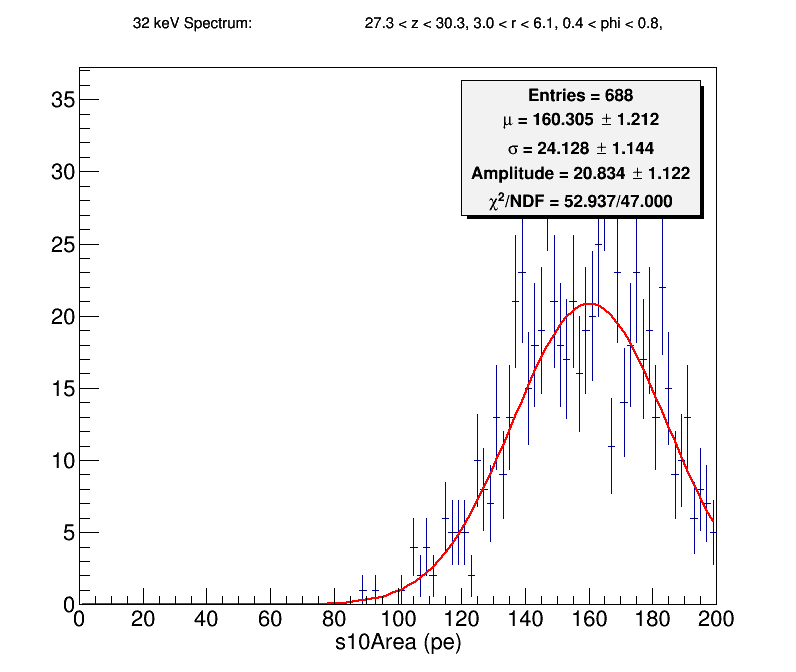 32 keV Spectrum: 27.3 < z < 30.3, 3.0 < r < 6.1, 0.4 < phi < 0.8,
Entries = 688
μ = 160.305 ± 1.212
σ = 24.128 ± 1.144
Amplitude = 20.834 ± 1.122
χ²/NDF = 52.937/47.000
35
30
25
20
15
10
5
0
0 20 40 60 80 100 120 140 160 180 200
s10Area (pe)